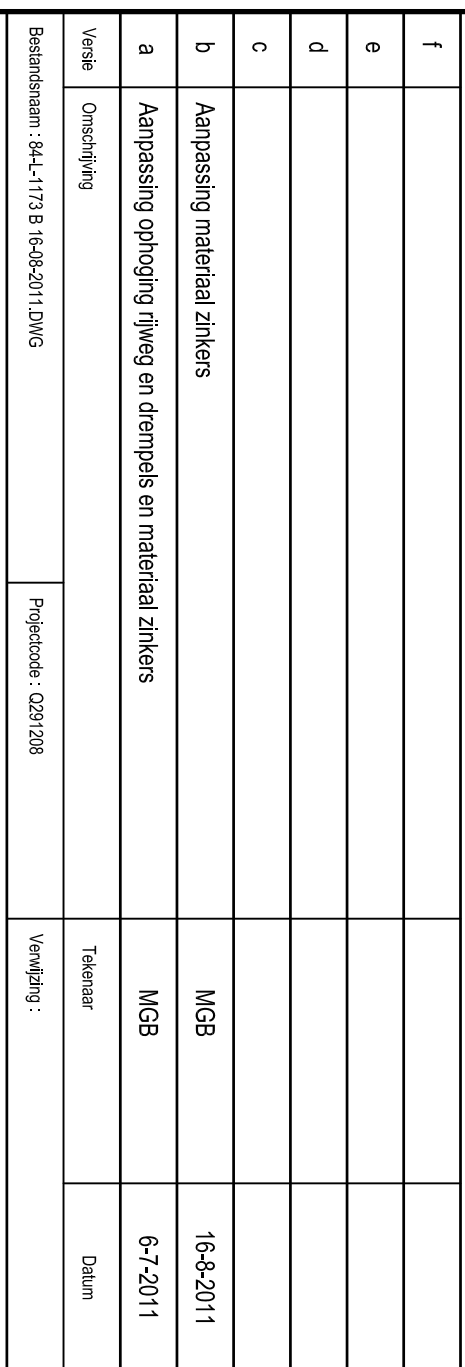 f
e
d
c
b Aanpassing materiaal zinkers MGB 16-8-2011
a Aanpassing ophoging rijweg en drempels en materiaal zinkers MGB 6-7-2011
Versie Omschrijving Tekenaar Datum
Bestandsnaam : 84-L-1173 B 16-08-2011.DWG Projectcode : Q291208 Verwijzing :